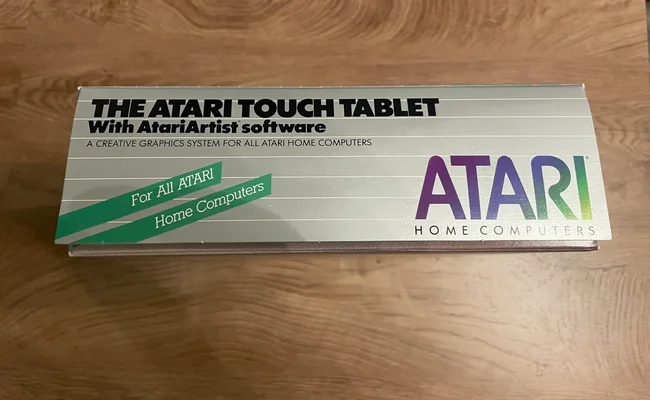 THE ATARI TOUCH TABLET
With AtariArtist™ software
A CREATIVE GRAPHICS SYSTEM FOR ALL ATARI HOME COMPUTERS
For All ATARI
Home Computers
ATARI®
HOME COMPUTERS